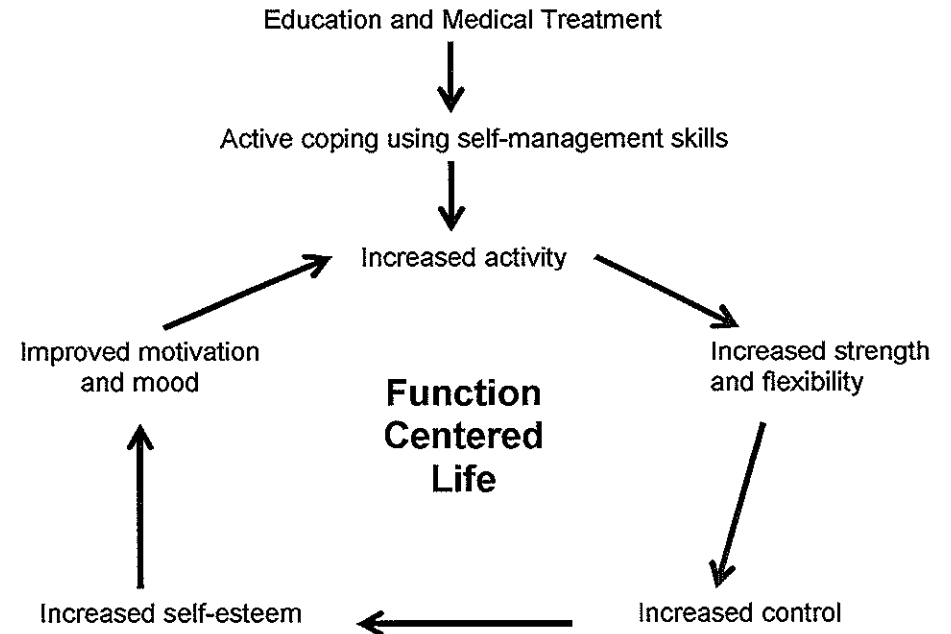 Education and Medical Treatment
Active coping using self-management skills
Increased activity
Improved motivation
and mood
Increased strength
and flexibility
Function
Centered
Life
Increased self-esteem
Increased control